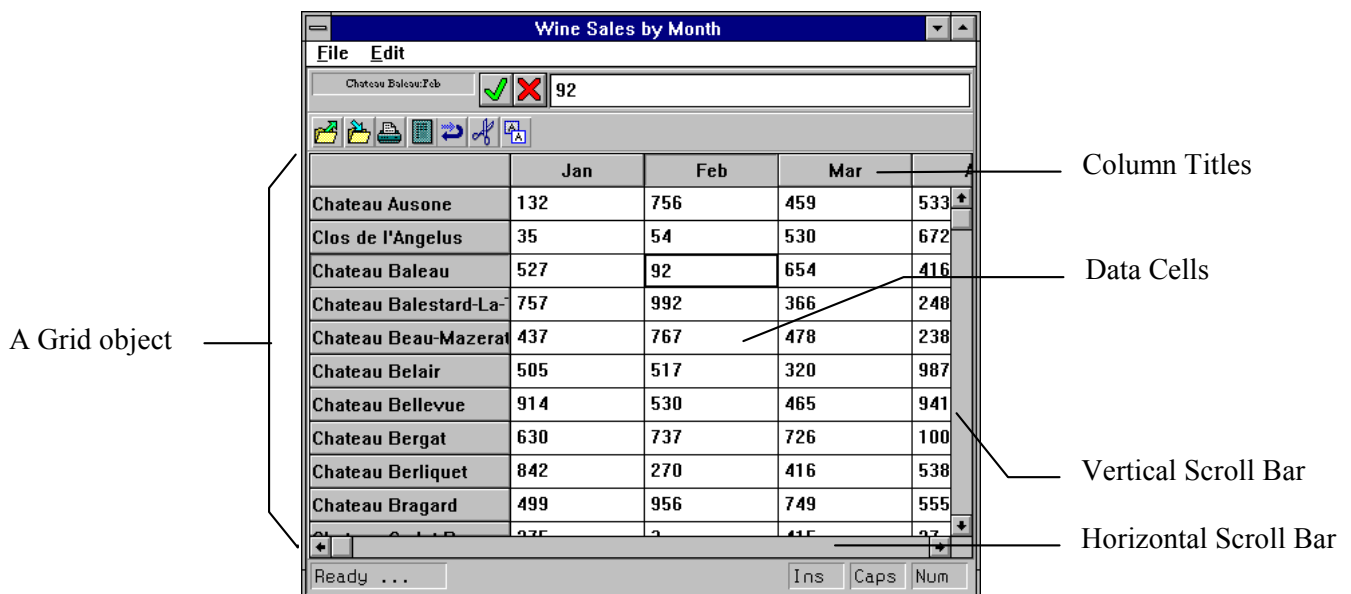 Wine Sales by Month
File Edit
Chateau Baleau:Feb 92
Jan Feb Mar A
Chateau Ausone 132 756 459 533
Clos de l'Angelus 35 54 530 672
Chateau Baleau 527 92 654 416
Chateau Balestard-La- 757 992 366 248
Chateau Beau-Mazerat 437 767 478 238
Chateau Belair 505 517 320 987
Chateau Bellevue 914 530 465 941
Chateau Bergat 630 737 726 100
Chateau Berliquet 842 270 416 538
Chateau Bragard 499 956 749 555
Ready ... Ins Caps Num
A Grid object
Column Titles
Data Cells
Vertical Scroll Bar
Horizontal Scroll Bar